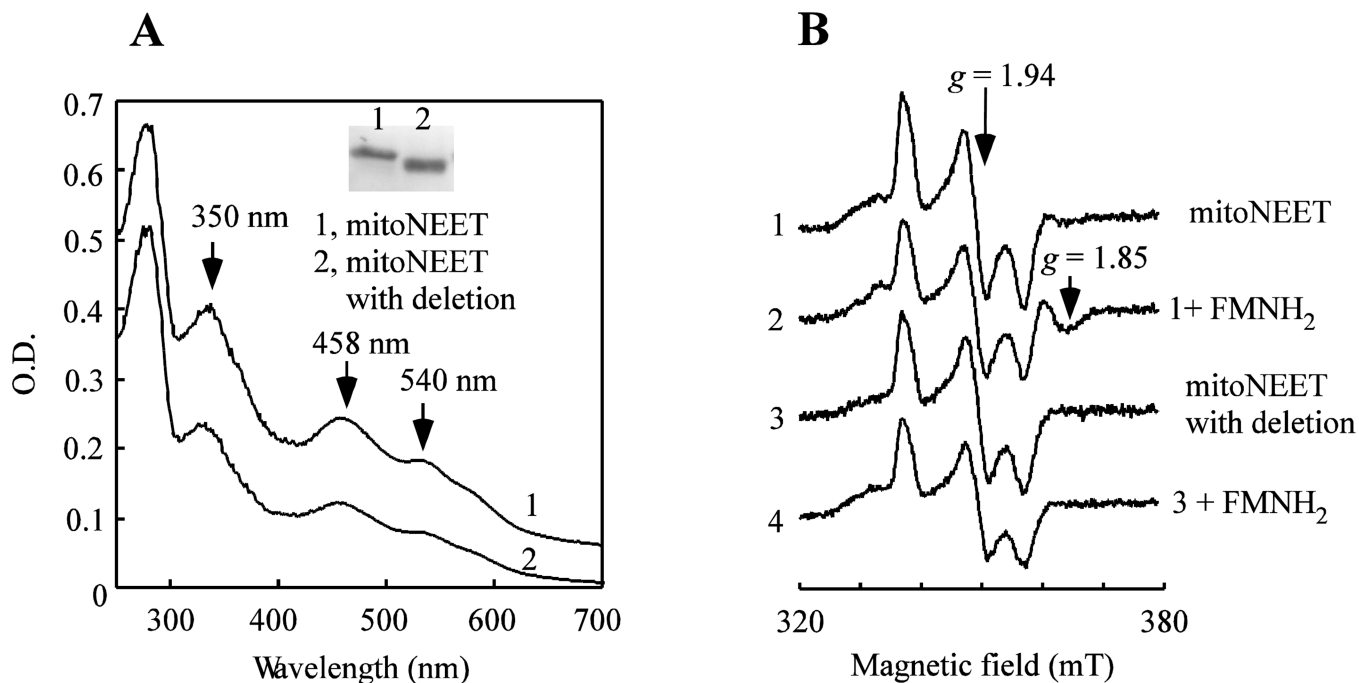 A
B
0.7
0.6
0.5
0.4
0.3
0.2
0.1
0
O.D.
1 2
350 nm
1, mitoNEET
2, mitoNEET
with deletion
458 nm
540 nm
1
2
300 400 500 600 700
Wavelength (nm)
g = 1.94
1 mitoNEET
g = 1.85
2 1+ FMNH₂
3 mitoNEET
with deletion
4 3 + FMNH₂
320 380
Magnetic field (mT)